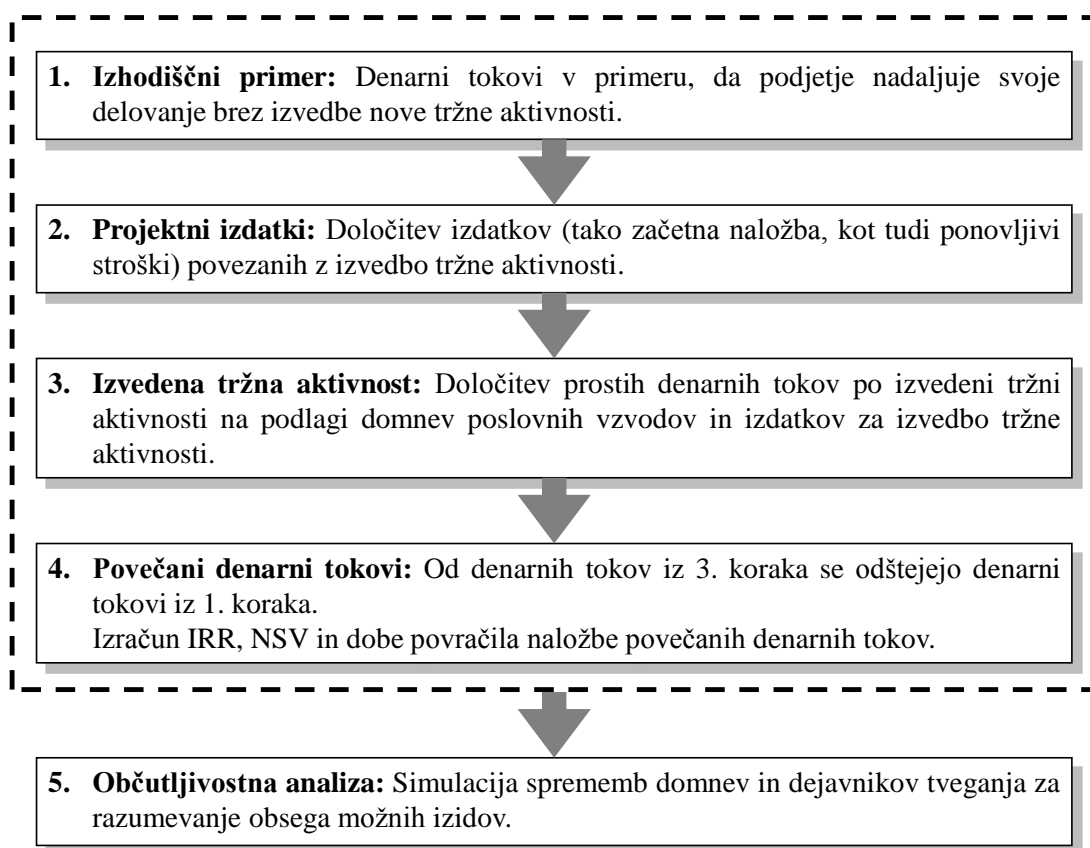 1. Izhodiščni primer: Denarni tokovi v primeru, da podjetje nadaljuje svoje
delovanje brez izvedbe nove tržne aktivnosti.
2. Projektni izdatki: Določitev izdatkov (tako začetna naložba, kot tudi ponovljivi
stroški) povezanih z izvedbo tržne aktivnosti.
3. Izvedena tržna aktivnost: Določitev prostih denarnih tokov po izvedeni tržni
aktivnosti na podlagi domnev poslovnih vzvodov in izdatkov za izvedbo tržne
aktivnosti.
4. Povečani denarni tokovi: Od denarnih tokov iz 3. koraka se odštejejo denarni
tokovi iz 1. koraka.
Izračun IRR, NSV in dobe povračila naložbe povečanih denarnih tokov.
5. Občutljivostna analiza: Simulacija sprememb domnev in dejavnikov tveganja za
razumevanje obsega možnih izidov.